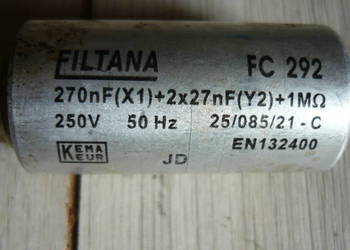 FILTANA FC 292
270nF(X1)+2x27nF(Y2)+1MΩ
250V 50 Hz 25/085/21 - C
KEMA KEUR EN132400
JD